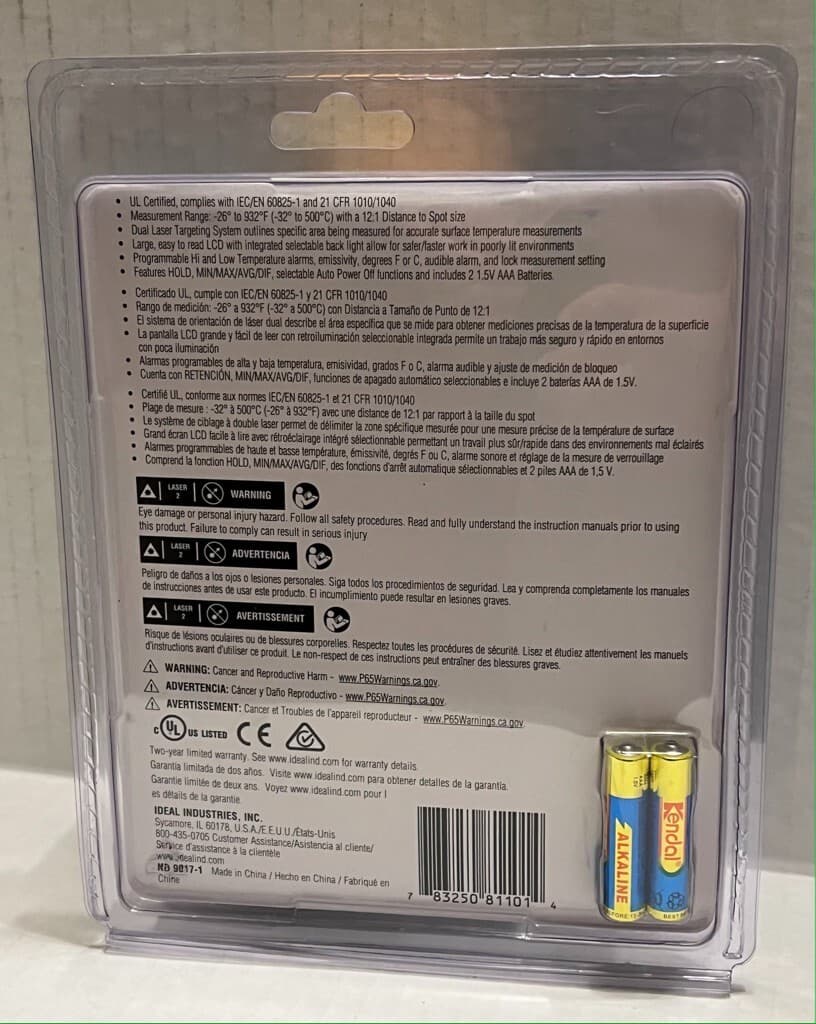 • UL Certified, complies with IEC/EN 60825-1 and 21 CFR 1010/1040
• Measurement Range: -26° to 932°F (-32° to 500°C) with a 12:1 Distance to Spot size
• Dual Laser Targeting System outlines specific area being measured for accurate surface temperature measurements
• Large, easy to read LCD with integrated selectable back light allow for safer/faster work in poorly lit environments
• Programmable Hi and Low Temperature alarms, emissivity, degrees F or C, audible alarm, and lock measurement setting
• Features HOLD, MIN/MAX/AVG/DIF, selectable Auto Power Off functions and includes 2 1.5V AAA Batteries.
• Certificado UL, cumple con IEC/EN 60825-1 y 21 CFR 1010/1040
• Rango de medición: -26° a 932°F (-32° a 500°C) con Distancia a Tamaño de Punto de 12:1
• El sistema de orientación de láser dual describe el área específica que se mide para obtener mediciones precisas de la temperatura de la superficie
• La pantalla LCD grande y fácil de leer con retroiluminación seleccionable integrada permite un trabajo más seguro y rápido en entornos
con poca iluminación
• Alarmas programables de alta y baja temperatura, emisividad, grados F o C, alarma audible y ajuste de medición de bloqueo
• Cuenta con RETENCIÓN, MIN/MAX/AVG/DIF, funciones de apagado automático seleccionables e incluye 2 baterías AAA de 1.5V.
• Certifié UL, conforme aux normes IEC/EN 60825-1 et 21 CFR 1010/1040
• Plage de mesure : -32° à 500°C (-26° à 932°F) avec une distance de 12:1 par rapport à la taille du spot
• Le système de ciblage à double laser permet de délimiter la zone spécifique mesurée pour une mesure précise de la température de surface
• Grand écran LCD facile à lire avec rétroéclairage intégré sélectionnable permettant un travail plus sûr/rapide dans des environnements mal éclairés
• Alarmes programmables de haute et basse température, émissivité, degrés F ou C, alarme sonore et réglage de la mesure de verrouillage
• Comprend la fonction HOLD, MIN/MAX/AVG/DIF, des fonctions d'arrêt automatique sélectionnables et 2 piles AAA de 1,5 V.
LASER 2 WARNING
Eye damage or personal injury hazard. Follow all safety procedures. Read and fully understand the instruction manuals prior to using
this product. Failure to comply can result in serious injury
LASER 2 ADVERTENCIA
Peligro de daños a los ojos o lesiones personales. Siga todos los procedimientos de seguridad. Lea y comprenda completamente los manuales
de instrucciones antes de usar este producto. El incumplimiento puede resultar en lesiones graves.
LASER 2 AVERTISSEMENT
Risque de lésions oculaires ou de blessures corporelles. Respectez toutes les procédures de sécurité. Lisez et étudiez attentivement les manuels
d'instructions avant d'utiliser ce produit. Le non-respect de ces instructions peut entraîner des blessures graves.
WARNING: Cancer and Reproductive Harm - www.P65Warnings.ca.gov.
ADVERTENCIA: Cáncer y Daño Reproductivo - www.P65Warnings.ca.gov.
AVERTISSEMENT: Cancer et Troubles de l'appareil reproducteur - www.P65Warnings.ca.gov.
C UL US LISTED CE
Two-year limited warranty. See www.idealind.com for warranty details.
Garantía limitada de dos años. Visite www.idealind.com para obtener detalles de la garantía.
Garantie limitée de deux ans. Voyez www.idealind.com pour l
es détails de la garantie.
IDEAL INDUSTRIES, INC.
Sycamore, IL 60178, U.S.A./E.E.U.U./États-Unis
800-435-0705 Customer Assistance/Asistencia al cliente/
Service d'assistance à la clientèle
www.idealind.com
ND 9817-1 Made in China / Hecho en China / Fabriqué en
Chine
7 83250 81101 4
AAA
1.5V
ALKALINE
Kendal